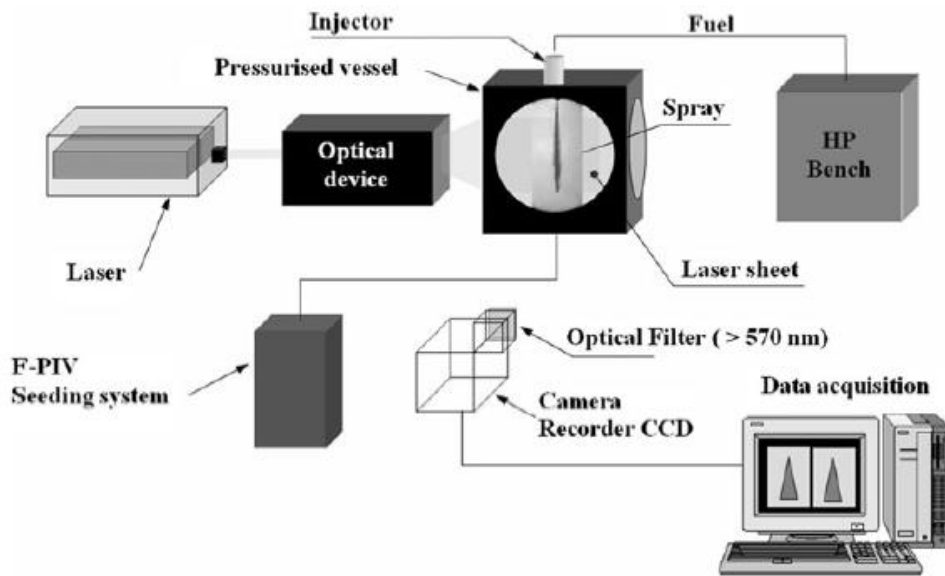 Injector
Fuel
Pressurised vessel
Spray
HP
Bench
Optical
device
Laser
Laser sheet
Optical Filter ( > 570 nm)
F-PIV
Seeding system
Camera
Recorder CCD
Data acquisition